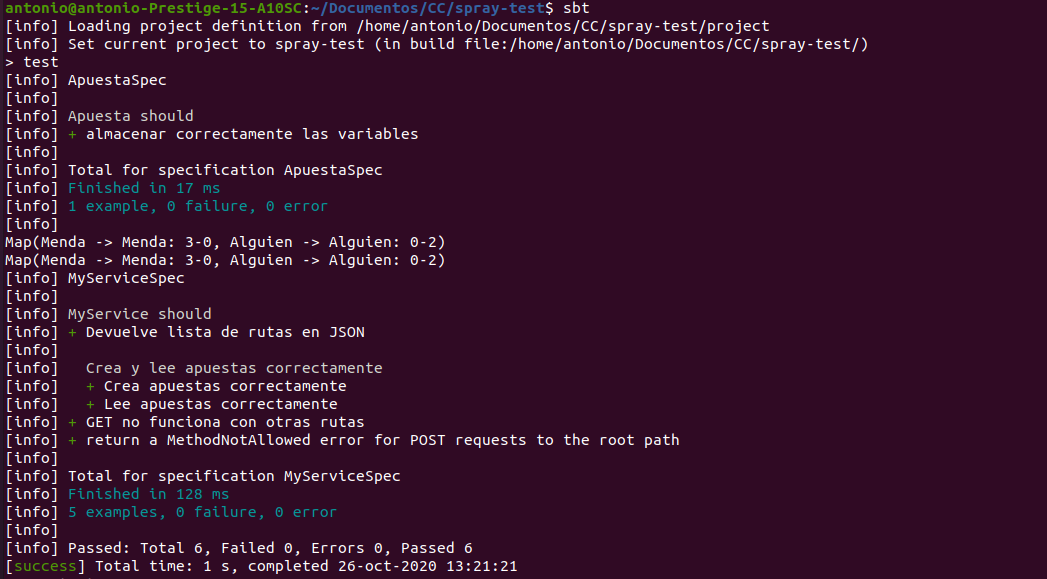 antonio@antonio-Prestige-15-A10SC:~/Documentos/CC/spray-test$ sbt
[info] Loading project definition from /home/antonio/Documentos/CC/spray-test/project
[info] Set current project to spray-test (in build file:/home/antonio/Documentos/CC/spray-test/)
> test
[info] ApuestaSpec
[info]
[info] Apuesta should
[info] + almacenar correctamente las variables
[info]
[info] Total for specification ApuestaSpec
[info] Finished in 17 ms
[info] 1 example, 0 failure, 0 error
[info]
Map(Menda -> Menda: 3-0, Alguien -> Alguien: 0-2)
Map(Menda -> Menda: 3-0, Alguien -> Alguien: 0-2)
[info] MyServiceSpec
[info]
[info] MyService should
[info] + Devuelve lista de rutas en JSON
[info]
[info]   Crea y lee apuestas correctamente
[info]   + Crea apuestas correctamente
[info]   + Lee apuestas correctamente
[info] + GET no funciona con otras rutas
[info] + return a MethodNotAllowed error for POST requests to the root path
[info]
[info] Total for specification MyServiceSpec
[info] Finished in 128 ms
[info] 5 examples, 0 failure, 0 error
[info]
[info] Passed: Total 6, Failed 0, Errors 0, Passed 6
[success] Total time: 1 s, completed 26-oct-2020 13:21:21